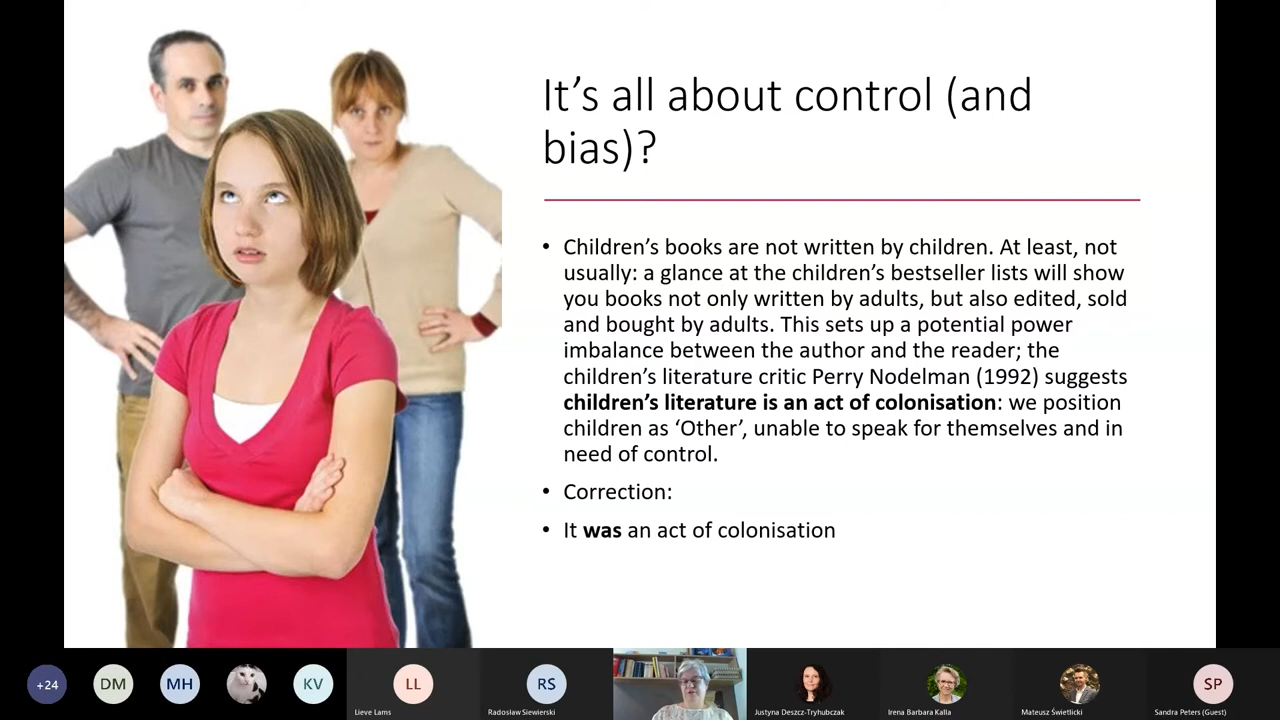 It’s all about control (and
bias)?
• Children’s books are not written by children. At least, not
usually: a glance at the children’s bestseller lists will show
you books not only written by adults, but also edited, sold
and bought by adults. This sets up a potential power
imbalance between the author and the reader; the
children’s literature critic Perry Nodelman (1992) suggests
children’s literature is an act of colonisation: we position
children as ‘Other’, unable to speak for themselves and in
need of control.
• Correction:
• It was an act of colonisation
+24
DM
MH
KV
LL
Lieve Lams
RS
Radosław Siewierski
Justyna Deszcz-Tryhubczak
Irena Barbara Kalla
Mateusz Świetlicki
SP
Sandra Peters (Guest)